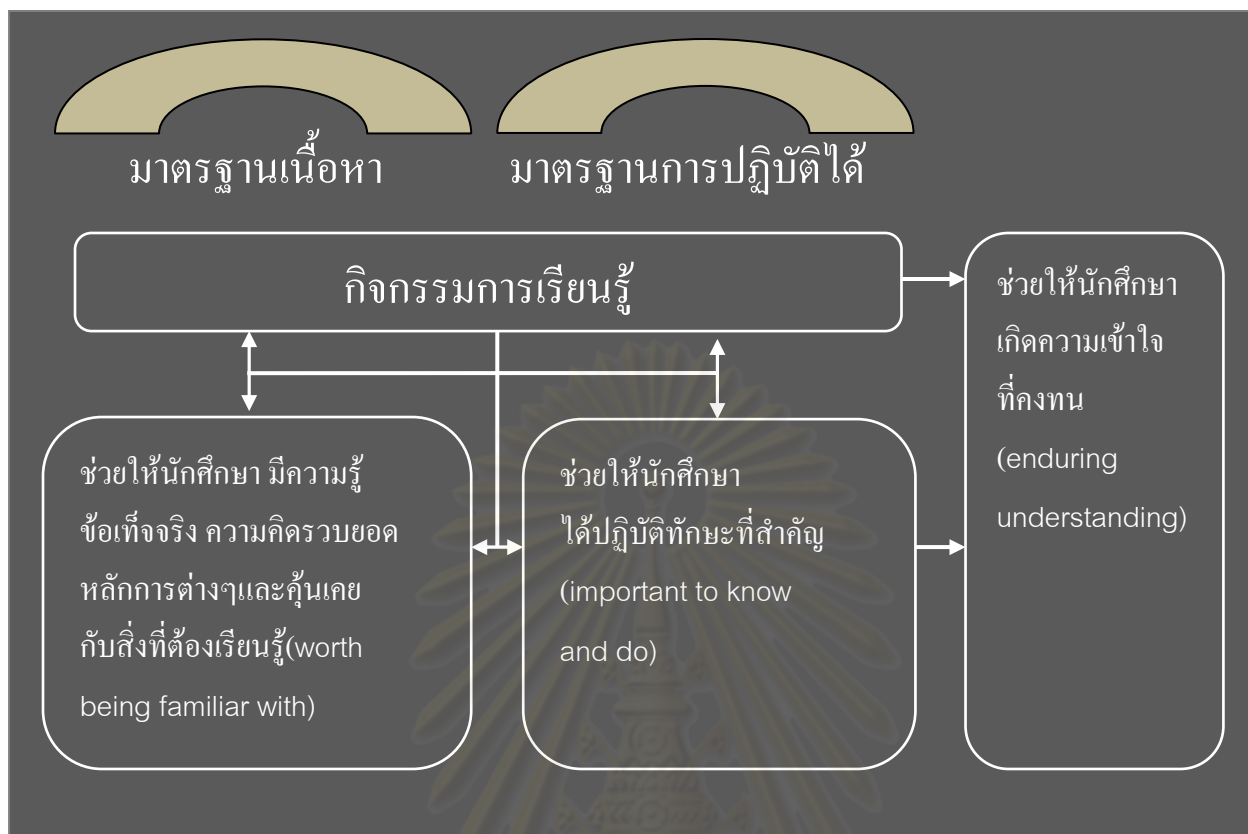 มาตรฐานเนื้อหา
มาตรฐานการปฏิบัติได้
กิจกรรมการเรียนรู้
ช่วยให้นักศึกษา มีความรู้
ข้อเท็จจริง ความคิดรวบยอด
หลักการต่างๆและคุ้นเคย
กับสิ่งที่ต้องเรียนรู้(worth
being familiar with)
ช่วยให้นักศึกษา
ได้ปฏิบัติทักษะที่สำคัญ
(important to know
and do)
ช่วยให้นักศึกษา
เกิดความเข้าใจ
ที่คงทน
(enduring
understanding)